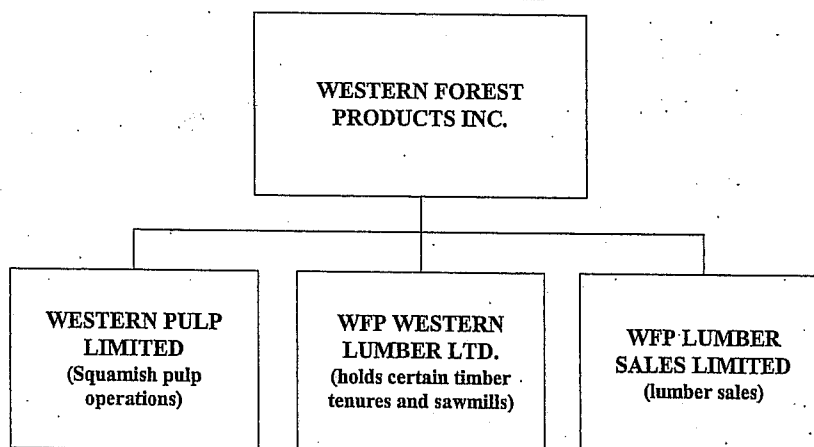 WESTERN FOREST
PRODUCTS INC.
WESTERN PULP
LIMITED
(Squamish pulp
operations)
WFP WESTERN
LUMBER LTD.
(holds certain timber
tenures and sawmills)
WFP LUMBER
SALES LIMITED
(lumber sales)